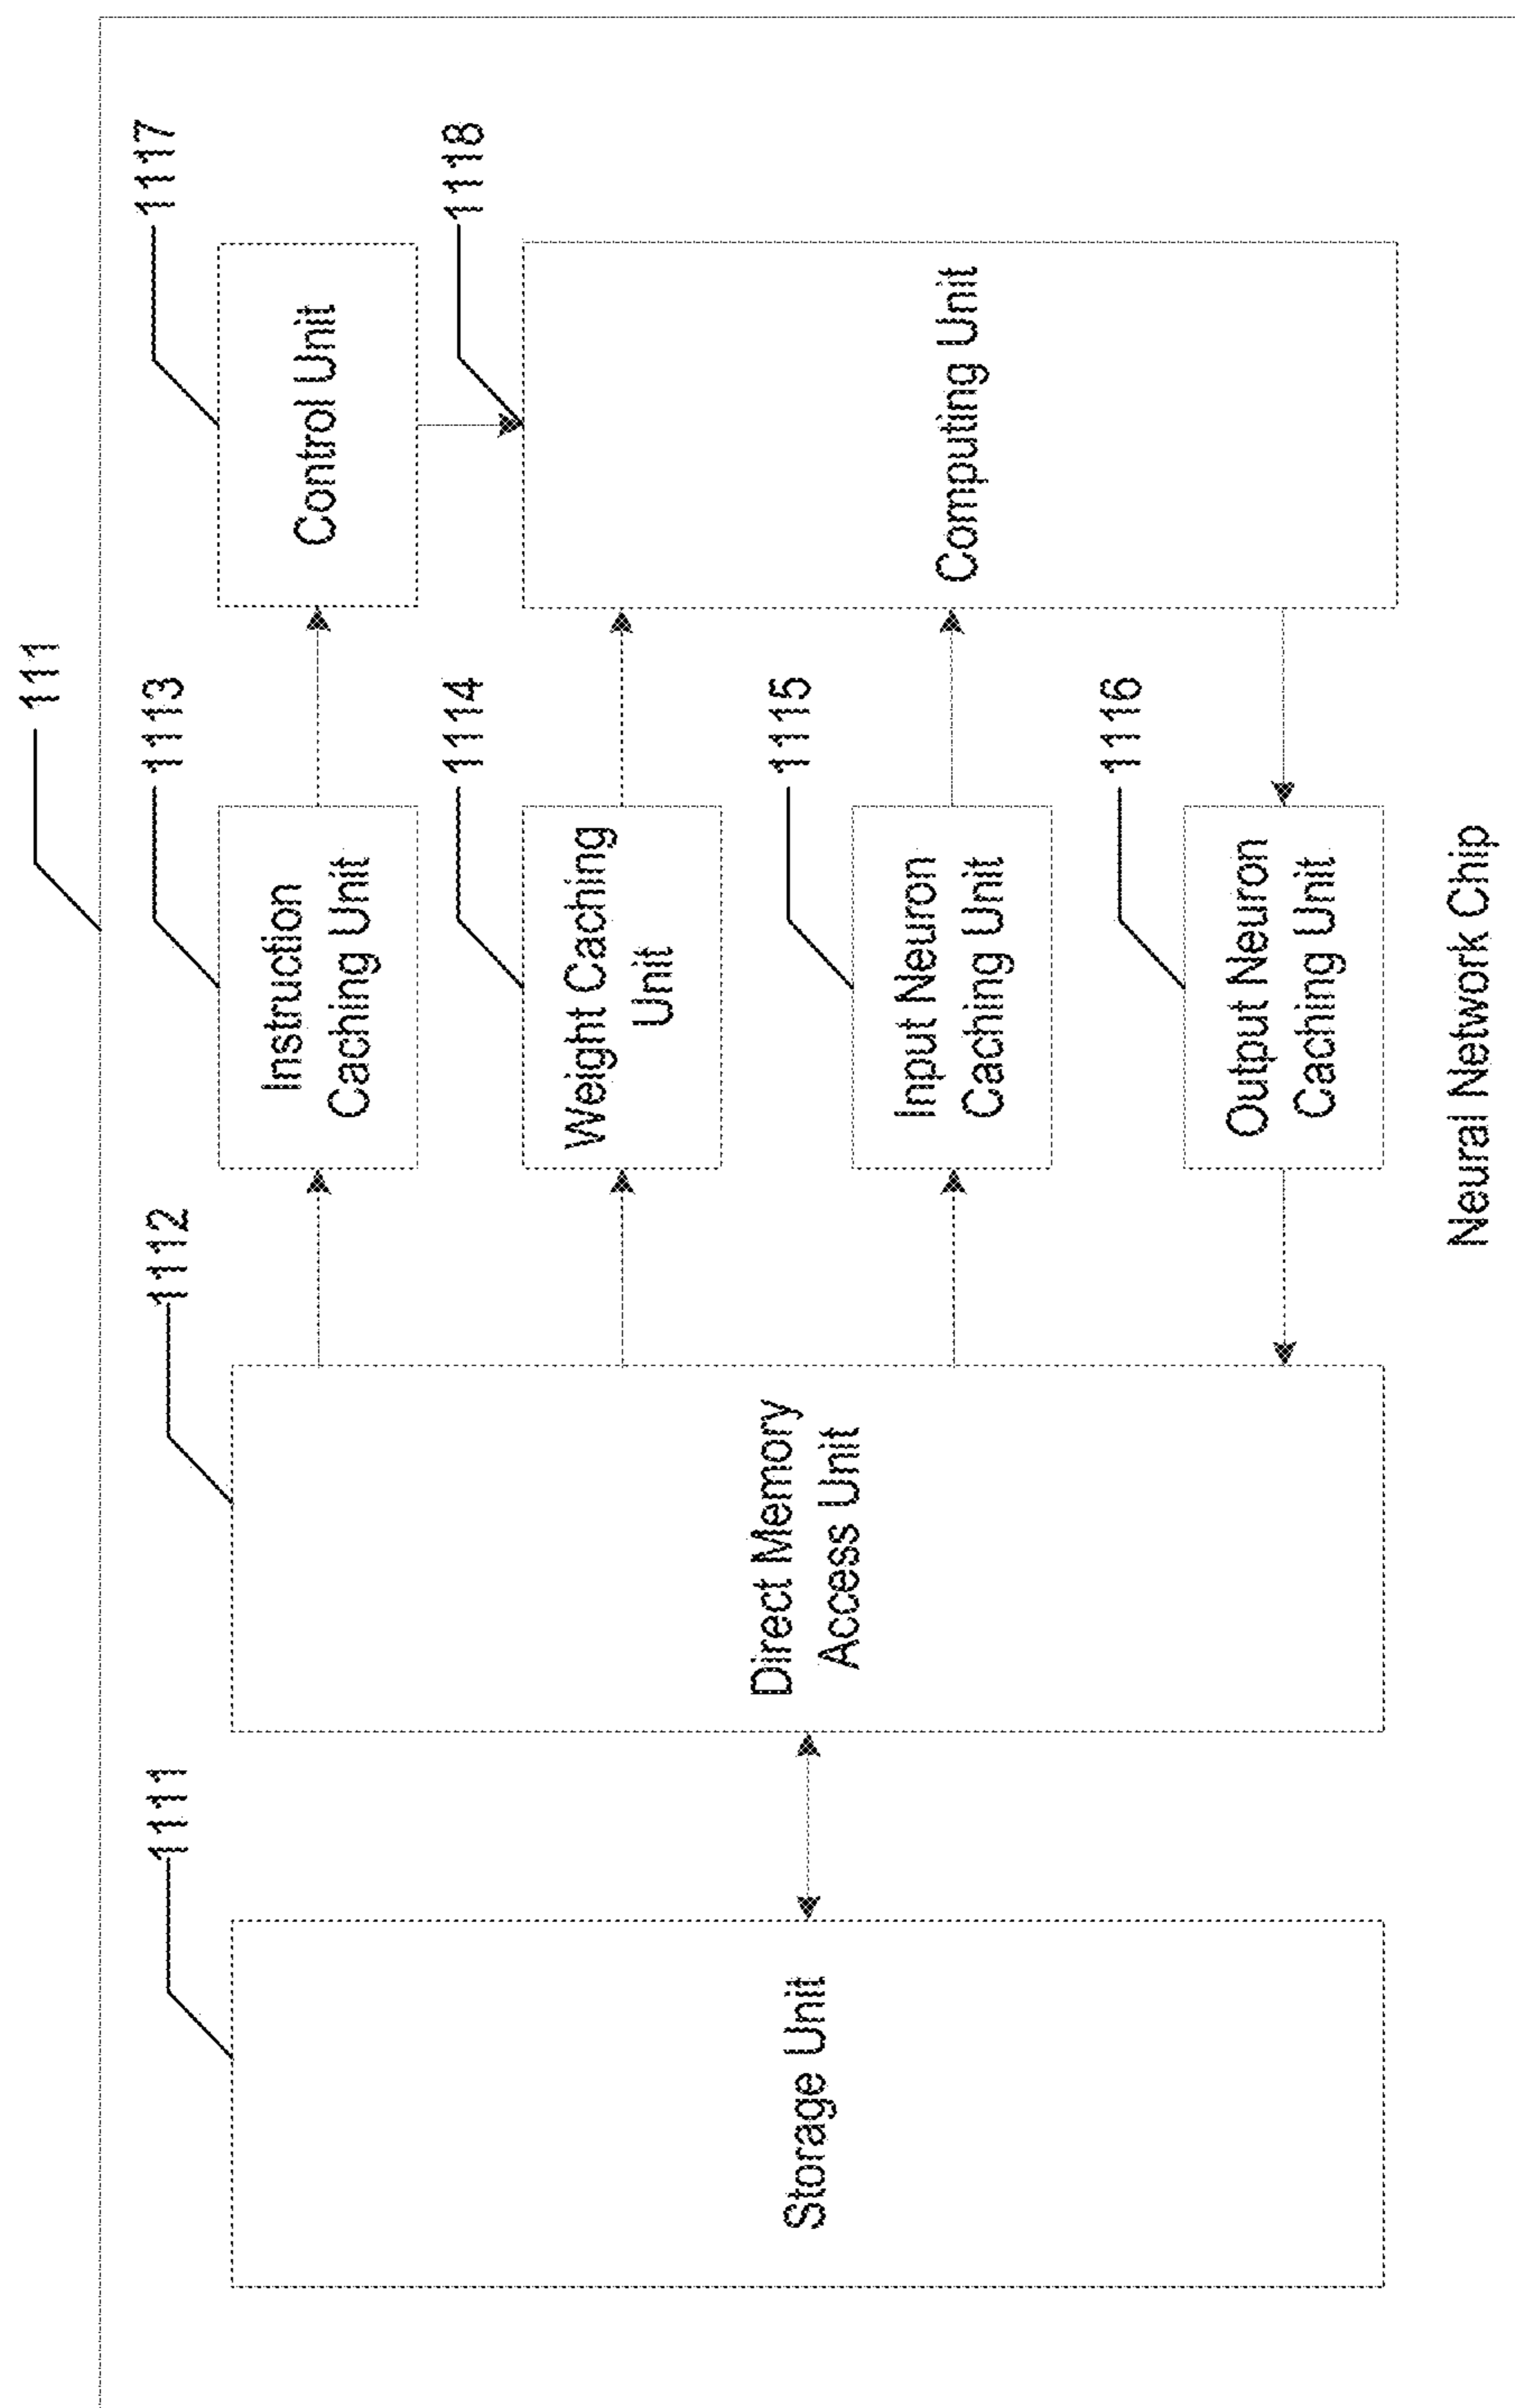 111
1111
Storage Unit
1112
Direct Memory
Access Unit
1113
Instruction
Caching Unit
1114
Weight Caching
Unit
1115
Input Neuron
Caching Unit
1116
Output Neuron
Caching Unit
1117
Control Unit
1118
Computing Unit
Neural Network Chip